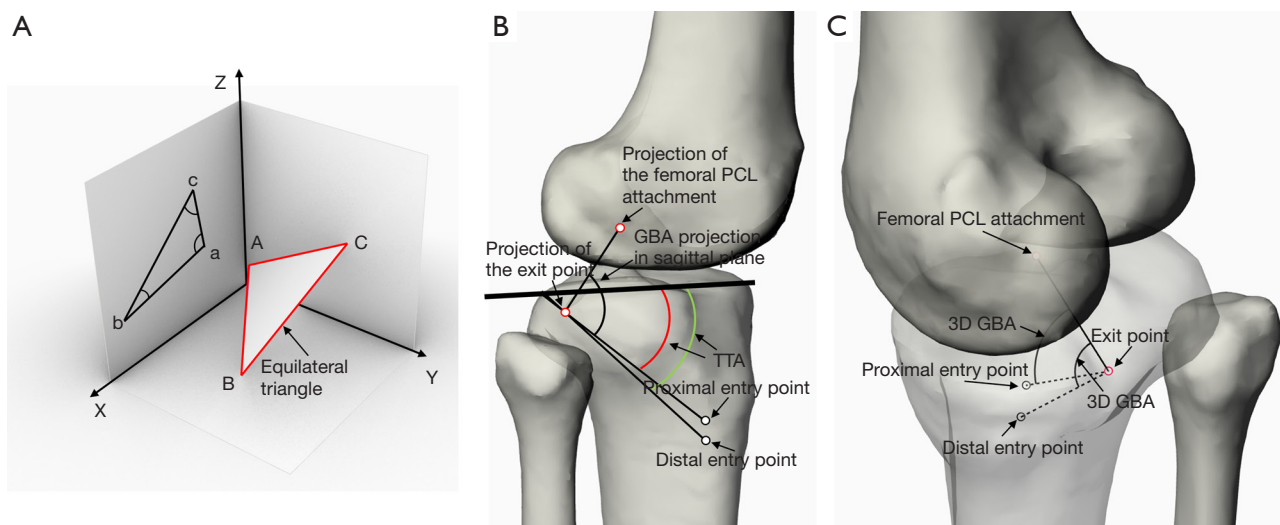 A
Z
c
a
b
A
C
B
Equilateral
triangle
X
Y
B
Projection of
the femoral PCL
attachment
Projection of
the exit point
GBA projection
in sagittal plane
TTA
Proximal entry point
Distal entry point
C
Femoral PCL attachment
3D GBA
Exit point
Proximal entry point
3D GBA
Distal entry point